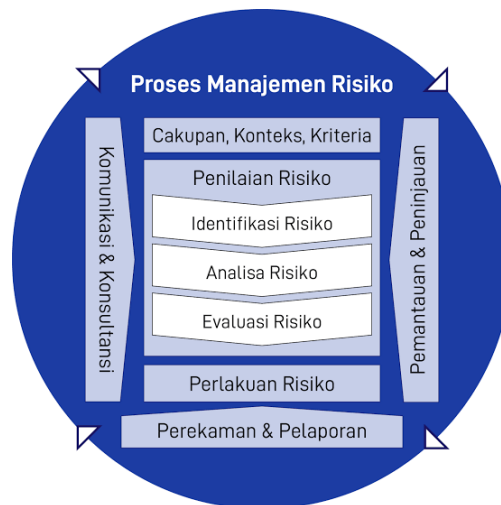 Proses Manajemen Risiko
Cakupan, Konteks, Kriteria
Komunikasi & Konsultansi
Penilaian Risiko
Identifikasi Risiko
Analisa Risiko
Evaluasi Risiko
Pemantauan & Peninjauan
Perlakuan Risiko
Perekaman & Pelaporan